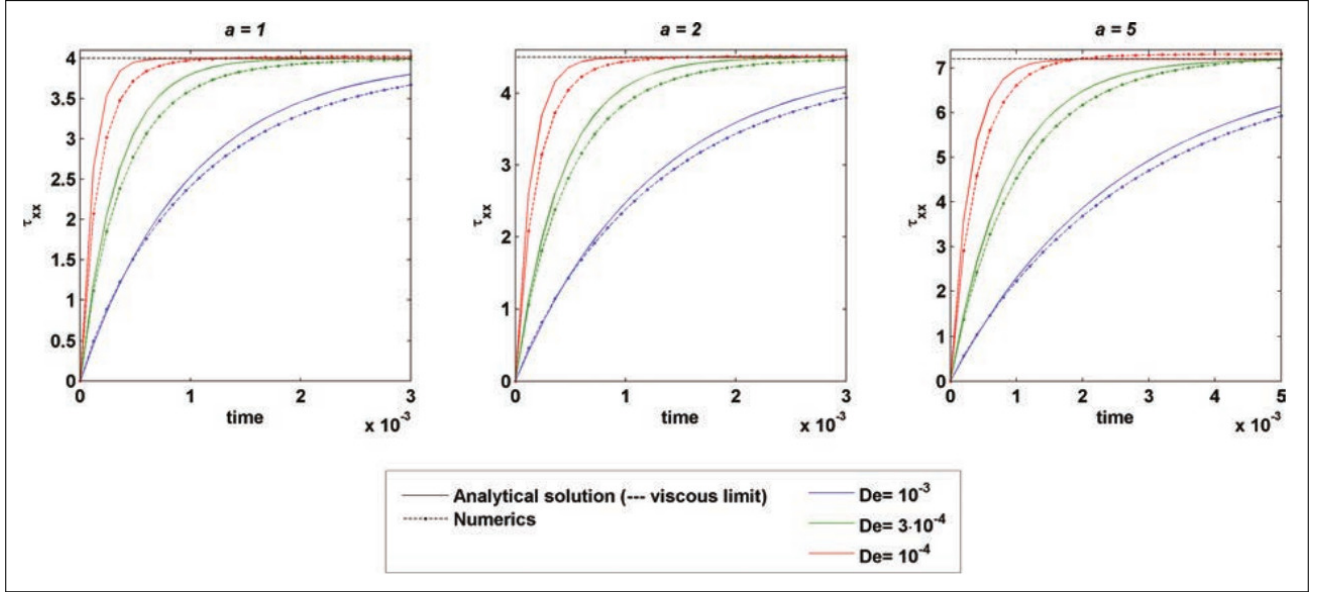 a = 1
a = 2
a = 5
4
3.5
3
2.5
2
1.5
1
0.5
0
τxx
0 1 2 3
time
x 10-3
4
3
2
1
0
τxx
0 1 2 3
time
x 10-3
7
6
5
4
3
2
1
0
τxx
0 1 2 3 4 5
time
x 10-3
Analytical solution (--- viscous limit)
Numerics
De= 10-3
De= 3·10-4
De= 10-4